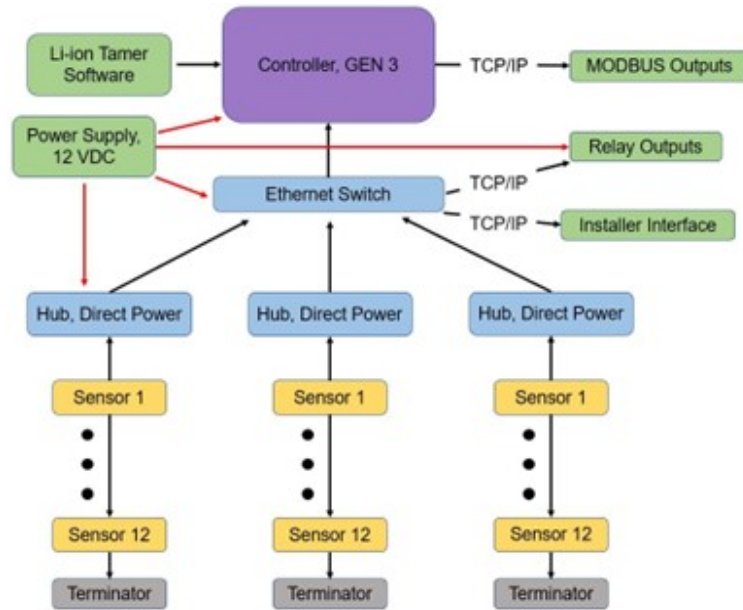 Li-ion Tamer
Software
Controller, GEN 3
TCP/IP
MODBUS Outputs
Power Supply,
12 VDC
Relay Outputs
TCP/IP
Ethernet Switch
TCP/IP
Installer Interface
Hub, Direct Power
Hub, Direct Power
Hub, Direct Power
Sensor 1
Sensor 1
Sensor 1
Sensor 12
Sensor 12
Sensor 12
Terminator
Terminator
Terminator